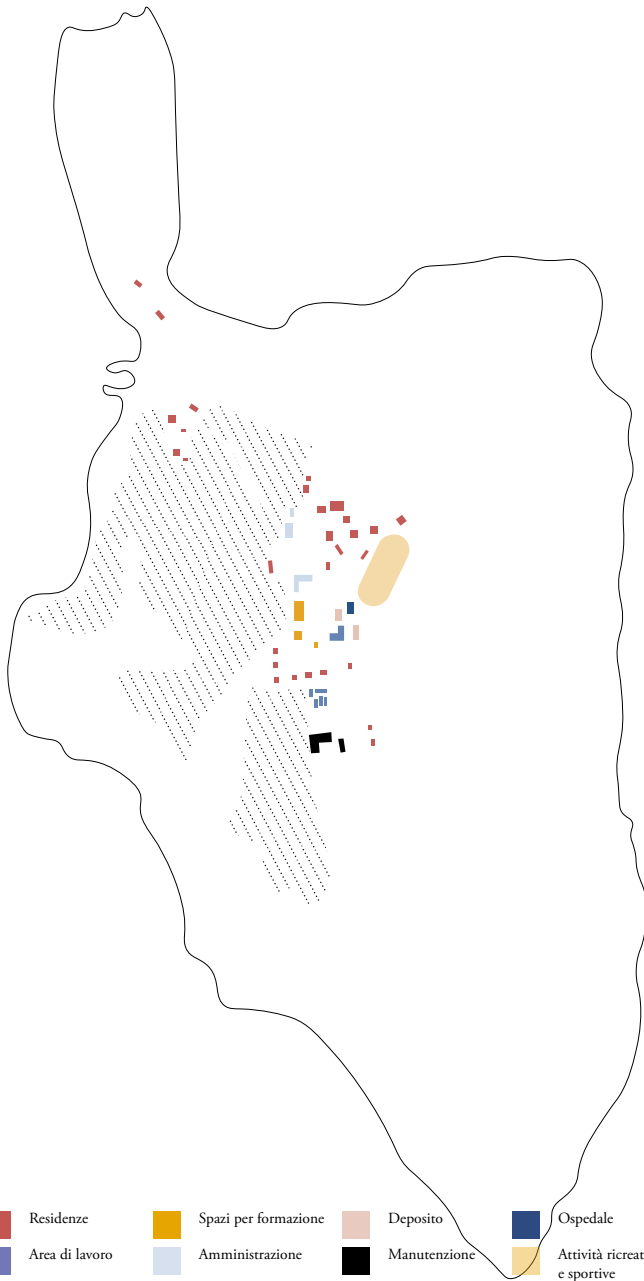 Residenze
Spazi per formazione
Deposito
Ospedale
Area di lavoro
Amministrazione
Manutenzione
Attività ricreat
e sportive